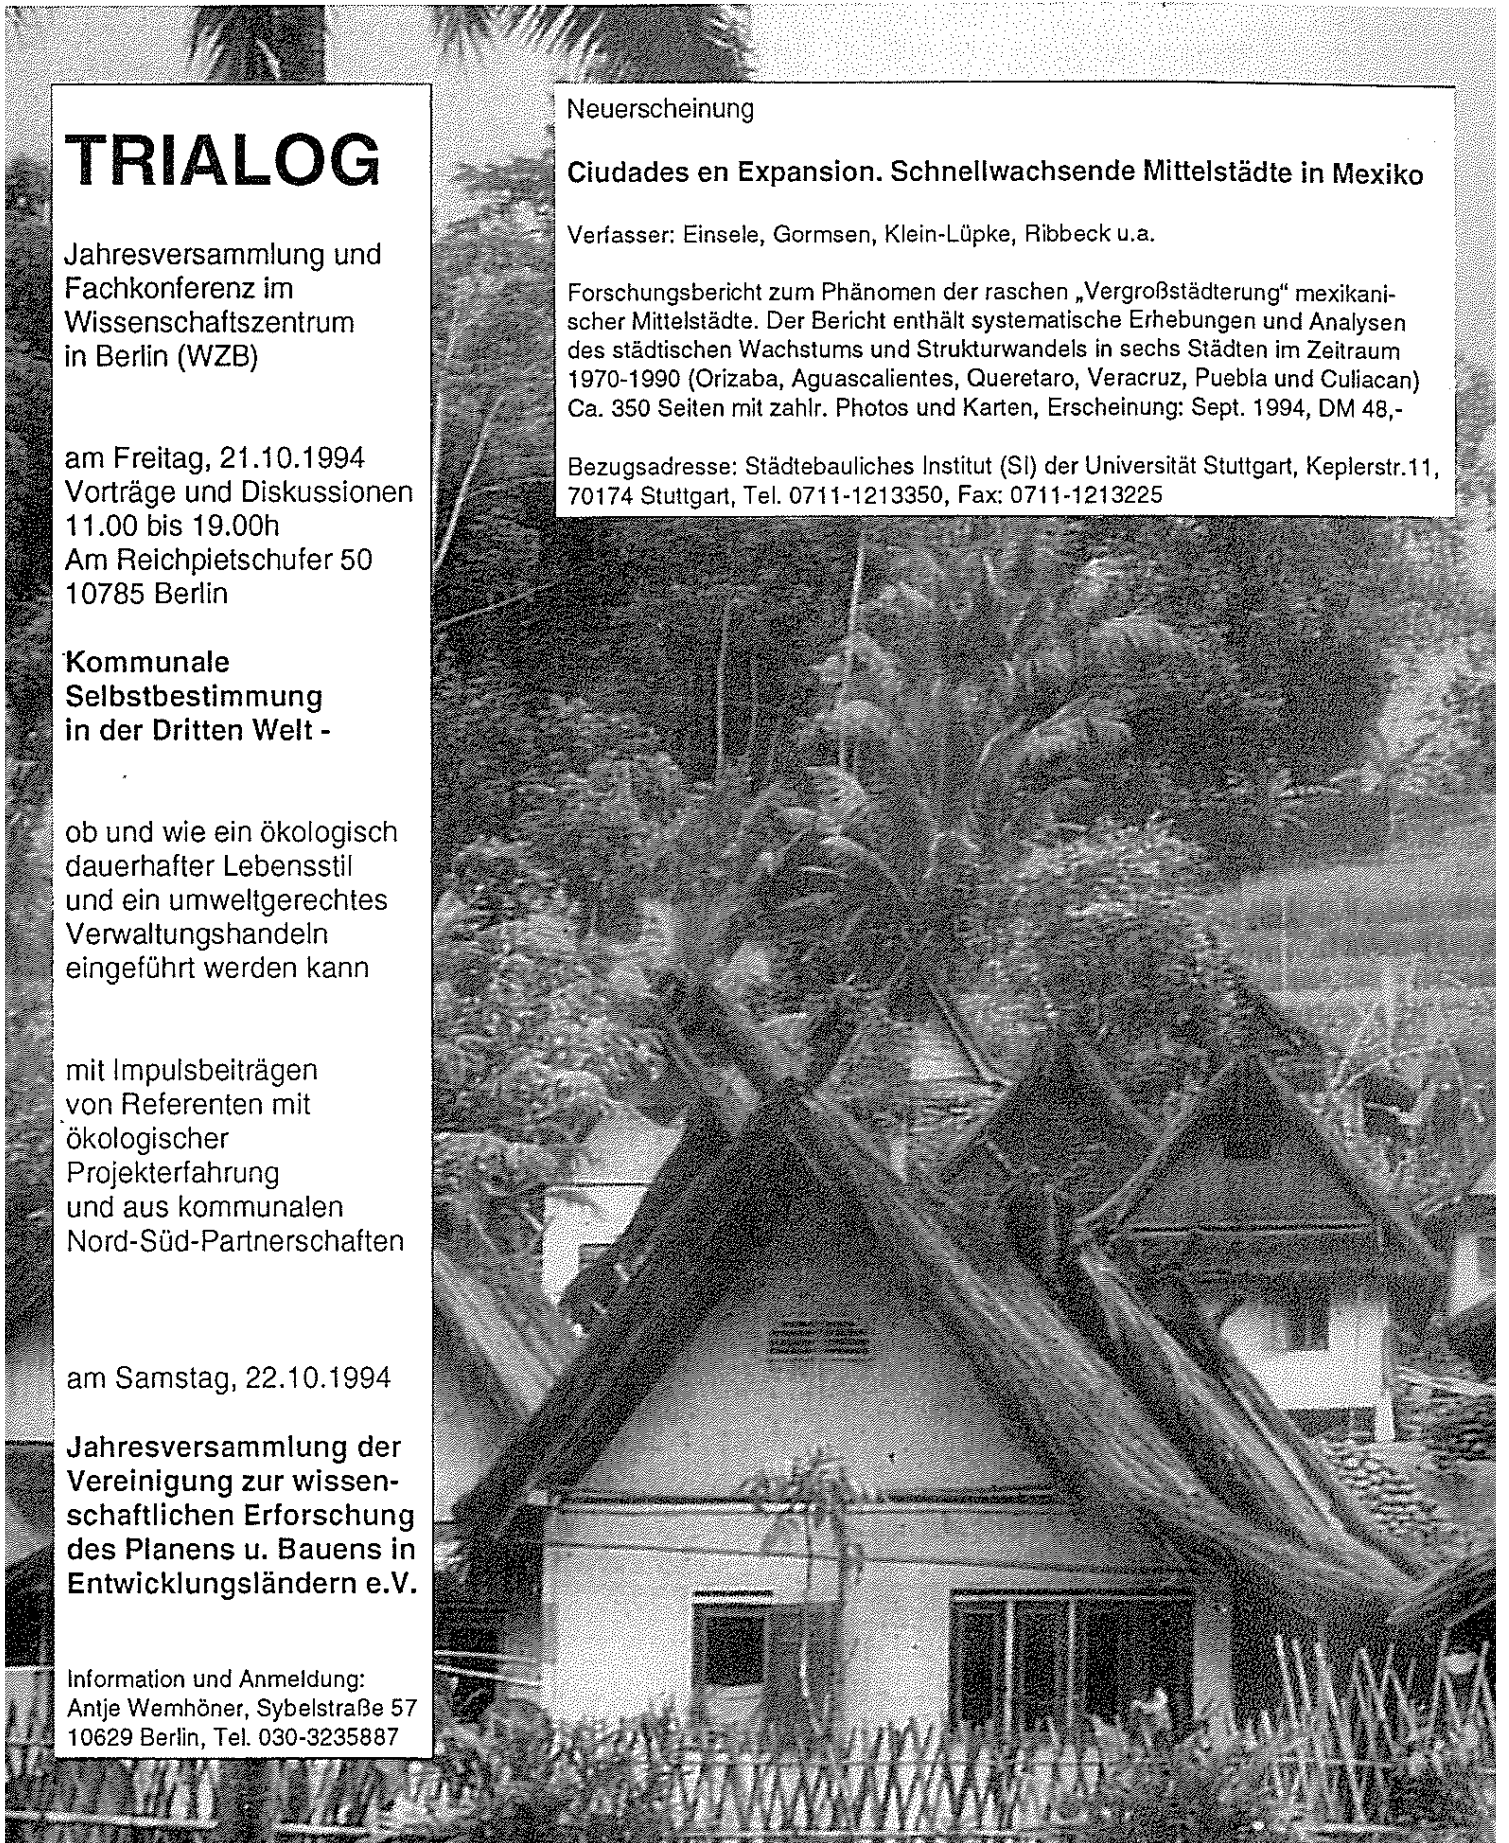 TRIALOG
Jahresversammlung und
Fachkonferenz im
Wissenschaftszentrum
in Berlin (WZB)
am Freitag, 21.10.1994
Vorträge und Diskussionen
11.00 bis 19.00h
Am Reichpietschufer 50
10785 Berlin
Kommunale
Selbstbestimmung
in der Dritten Welt -
ob und wie ein ökologisch
dauerhafter Lebensstil
und ein umweltgerechtes
Verwaltungshandeln
eingeführt werden kann
mit Impulsbeiträgen
von Referenten mit
ökologischer
Projekterfahrung
und aus kommunalen
Nord-Süd-Partnerschaften
am Samstag, 22.10.1994
Jahresversammlung der
Vereinigung zur wissen-
schaftlichen Erforschung
des Planens u. Bauens in
Entwicklungsländern e.V.
Information und Anmeldung:
Antje Wemhöner, Sybelstraße 57
10629 Berlin, Tel. 030-3235887
Neuerscheinung
Ciudades en Expansion. Schnellwachsende Mittelstädte in Mexiko
Verfasser: Einsele, Gormsen, Klein-Lüpke, Ribbeck u.a.
Forschungsbericht zum Phänomen der raschen „Vergroßstädterung“ mexikani-
scher Mittelstädte. Der Bericht enthält systematische Erhebungen und Analysen
des städtischen Wachstums und Strukturwandels in sechs Städten im Zeitraum
1970-1990 (Orizaba, Aguascalientes, Queretaro, Veracruz, Puebla und Culiacan)
Ca. 350 Seiten mit zahlr. Photos und Karten, Erscheinung: Sept. 1994, DM 48,-
Bezugsadresse: Städtebauliches Institut (SI) der Universität Stuttgart, Keplerstr.11,
70174 Stuttgart, Tel. 0711-1213350, Fax: 0711-1213225